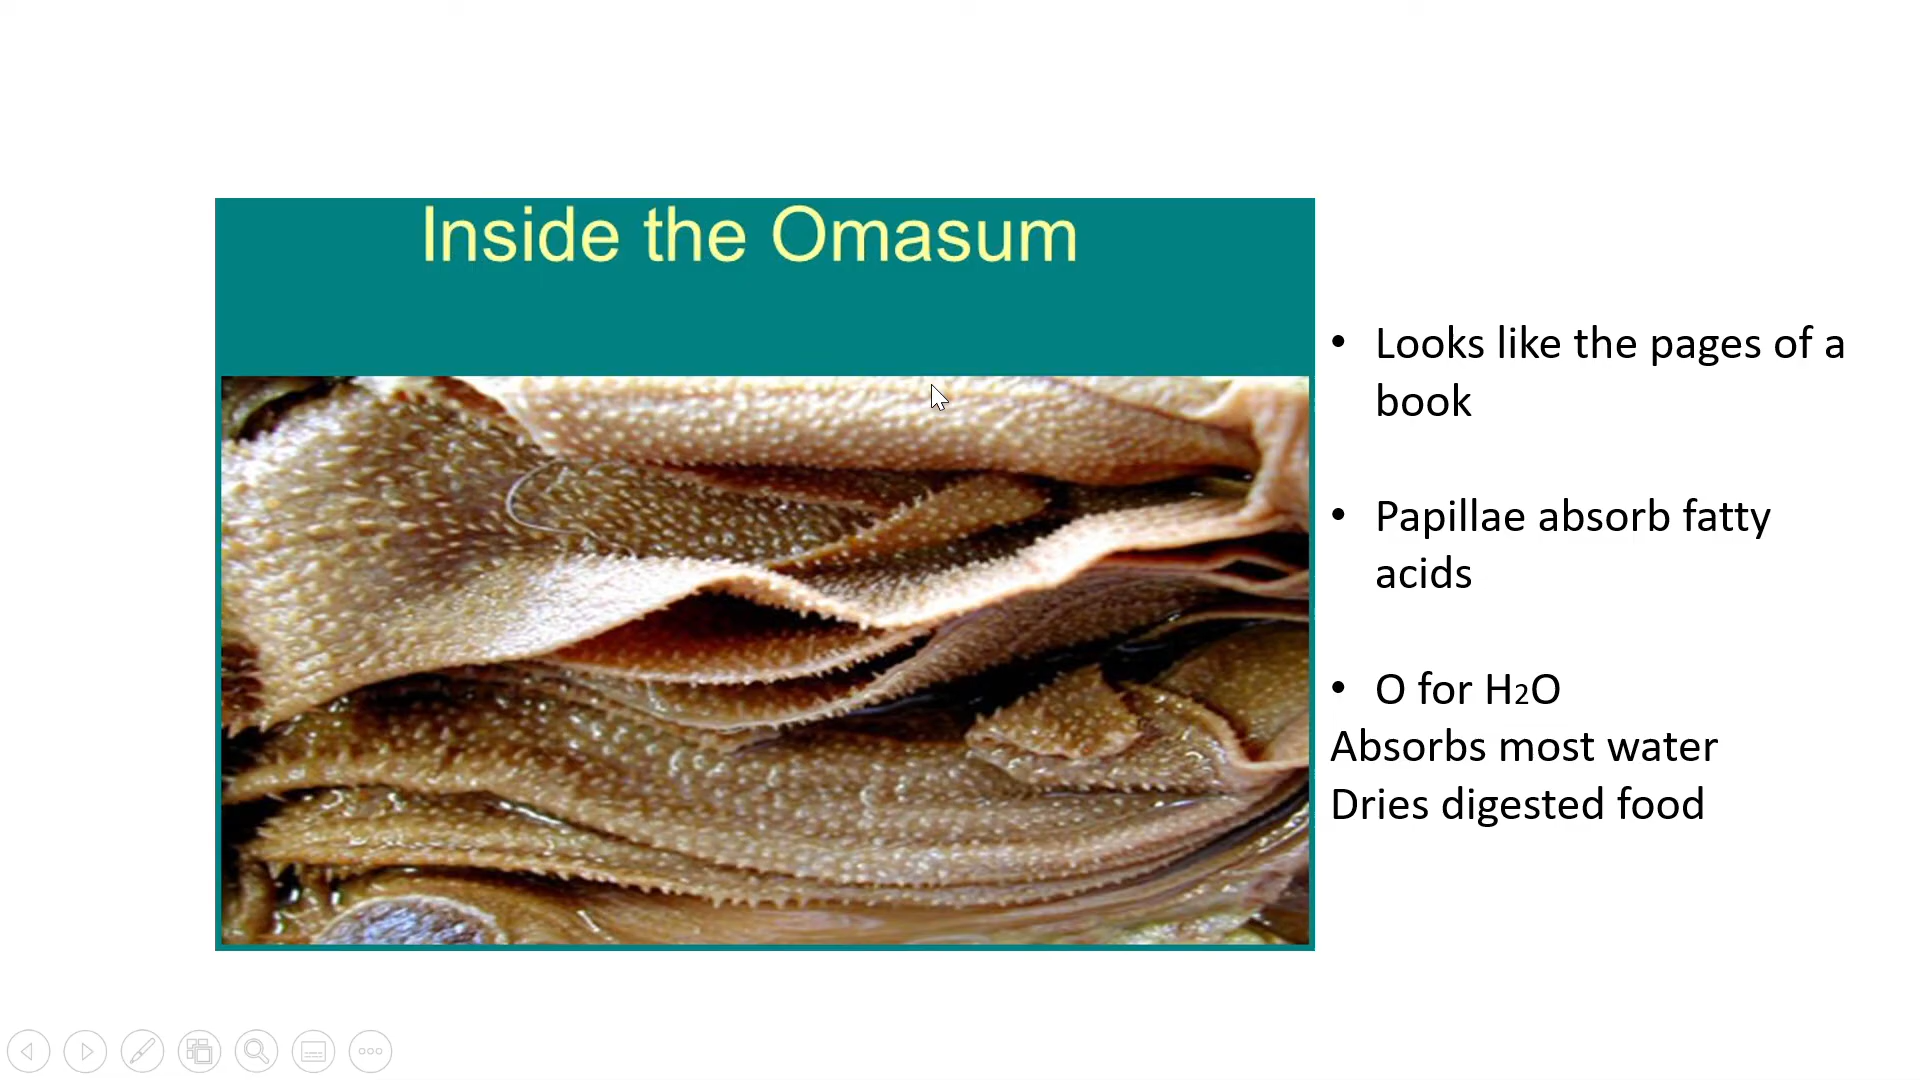 Inside the Omasum
• Looks like the pages of a
book
• Papillae absorb fatty
acids
• O for H2O
Absorbs most water
Dries digested food